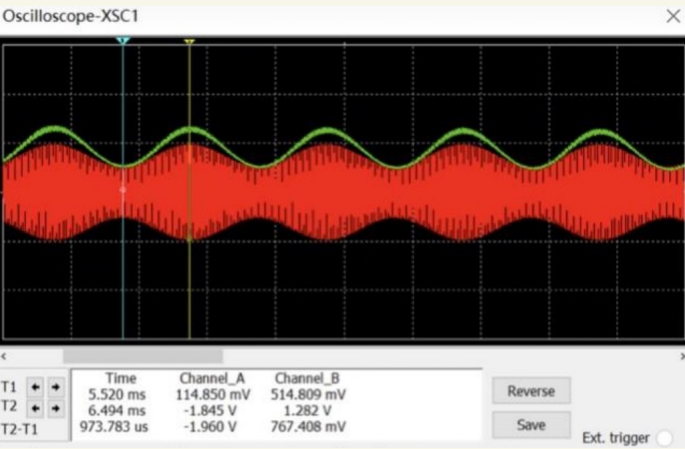 Oscilloscope-XSC1
T1
T2
T2-T1
Time Channel_A Channel_B
5.520 ms 114.850 mV 514.809 mV
6.494 ms -1.845 V 1.282 V
973.783 us -1.960 V 767.408 mV
Reverse
Save
Ext. trigger